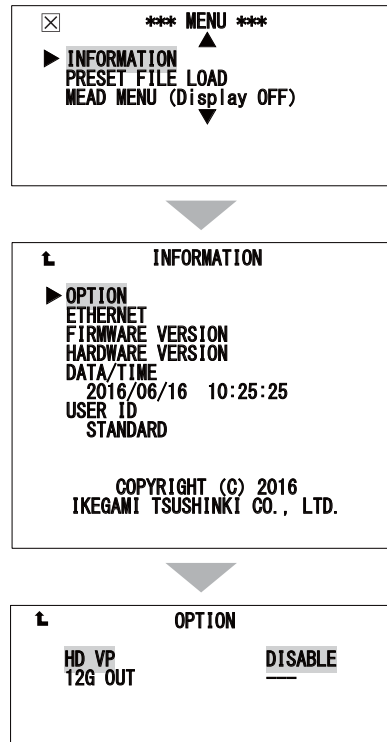 *** MENU ***
INFORMATION
PRESET FILE LOAD
MEAD MENU (Display OFF)
INFORMATION
OPTION
ETHERNET
FIRMWARE VERSION
HARDWARE VERSION
DATA/TIME
2016/06/16 10:25:25
USER ID
STANDARD
COPYRIGHT (C) 2016
IKEGAMI TSUSHINKI CO., LTD.
OPTION
HD VP DISABLE
12G OUT ———